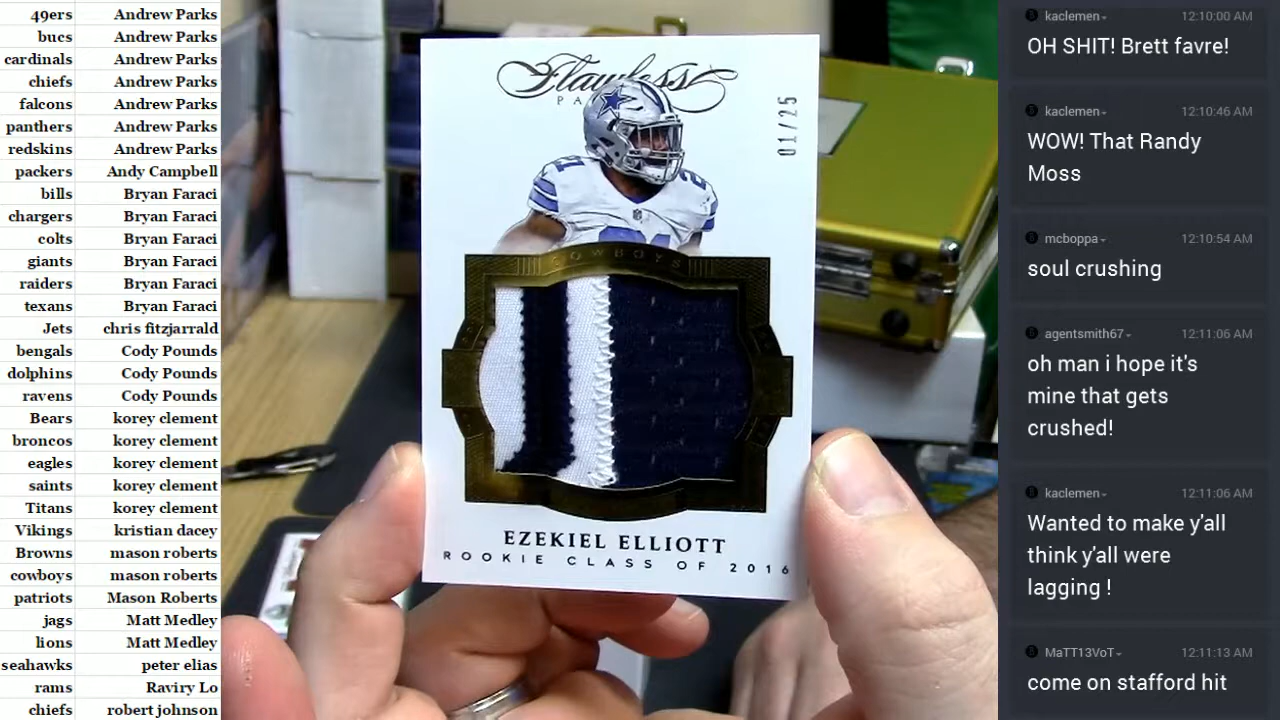 49ers Andrew Parks
bucs Andrew Parks
cardinals Andrew Parks
chiefs Andrew Parks
falcons Andrew Parks
panthers Andrew Parks
redskins Andrew Parks
packers Andy Campbell
bills Bryan Faraci
chargers Bryan Faraci
colts Bryan Faraci
giants Bryan Faraci
raiders Bryan Faraci
texans Bryan Faraci
Jets chris fitzjarrald
bengals Cody Pounds
dolphins Cody Pounds
ravens Cody Pounds
Bears korey clement
broncos korey clement
eagles korey clement
saints korey clement
Titans korey clement
Vikings kristian dacey
Browns mason roberts
cowboys mason roberts
patriots Mason Roberts
jags Matt Medley
lions Matt Medley
seahawks peter elias
rams Raviry Lo
chiefs robert johnson
Flawless
PA
01/25
21
2
21
COWBOYS
EZEKIEL ELLIOTT
ROOKIE CLASS OF 2016
kaclemen 12:10:00 AM
OH SHIT! Brett favre!
kaclemen 12:10:46 AM
WOW! That Randy
Moss
mcboppa 12:10:54 AM
soul crushing
agentsmith67 12:11:06 AM
oh man i hope it's
mine that gets
crushed!
kaclemen 12:11:06 AM
Wanted to make y'all
think y'all were
lagging !
MaTT13VoT 12:11:13 AM
come on stafford hit